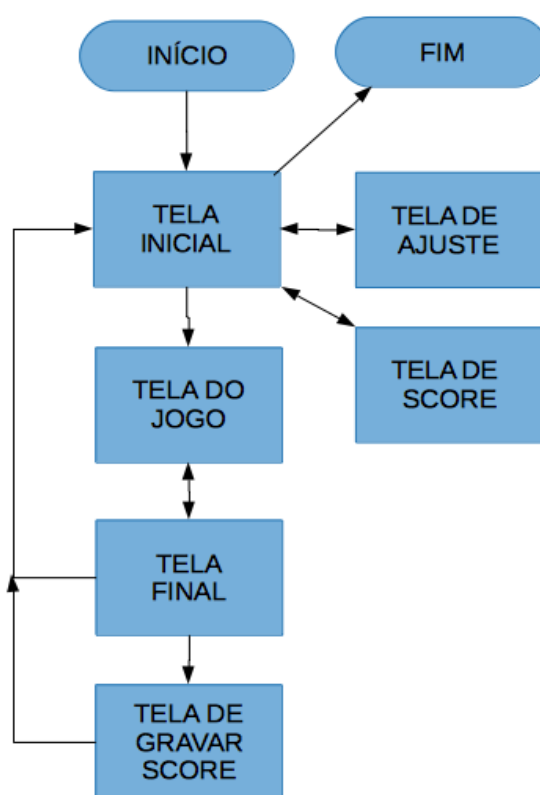 INÍCIO
FIM
TELA
INICIAL
TELA DE
AJUSTE
TELA DE
SCORE
TELA DO
JOGO
TELA
FINAL
TELA DE
GRAVAR
SCORE